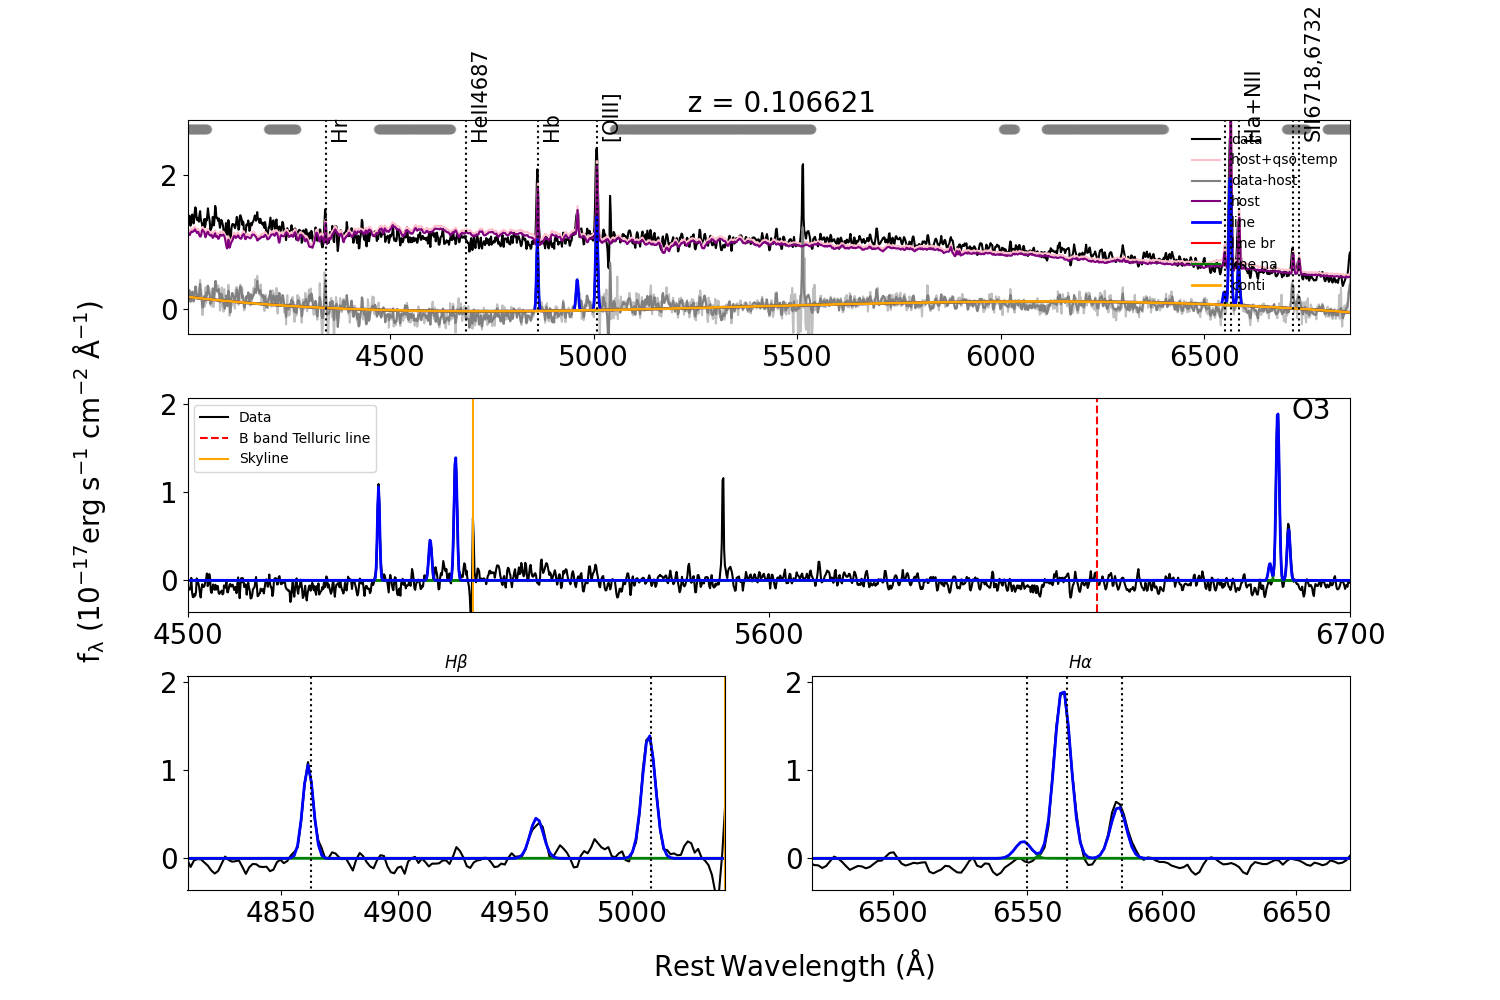 z = 0.106621
Hr
HeII4687
Hb
[OIII]
Ha+NII
SII6718,6732
data
host+qso temp
data-host
host
line
line br
line na
conti
2
0
4500 5000 5500 6000 6500
fλ (10⁻¹⁷erg s⁻¹ cm⁻² Å⁻¹)
Data
B band Telluric line
Skyline
O3
2
1
0
4500 5600 6700
Hβ
2
1
0
4850 4900 4950 5000
Hα
2
1
0
6500 6550 6600 6650
Rest Wavelength (Å)